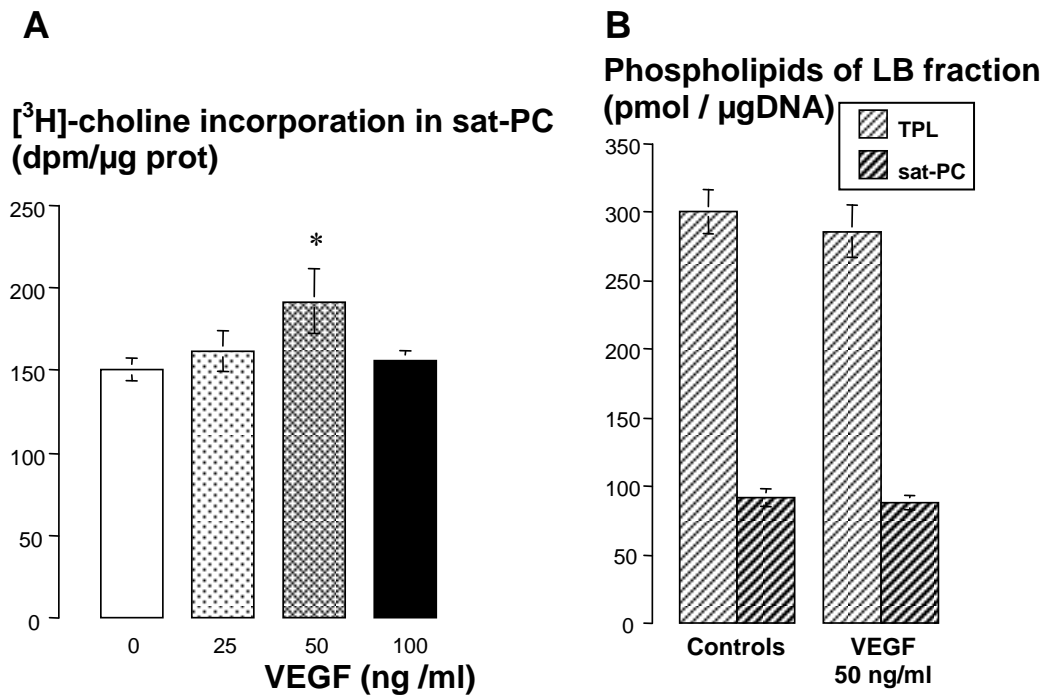 A
[³H]-choline incorporation in sat-PC
(dpm/µg prot)
250
200
150
100
50
0
*
0 25 50 100
VEGF (ng /ml)
B
Phospholipids of LB fraction
(pmol / µgDNA)
TPL
sat-PC
350
300
250
200
150
100
50
0
Controls VEGF
50 ng/ml